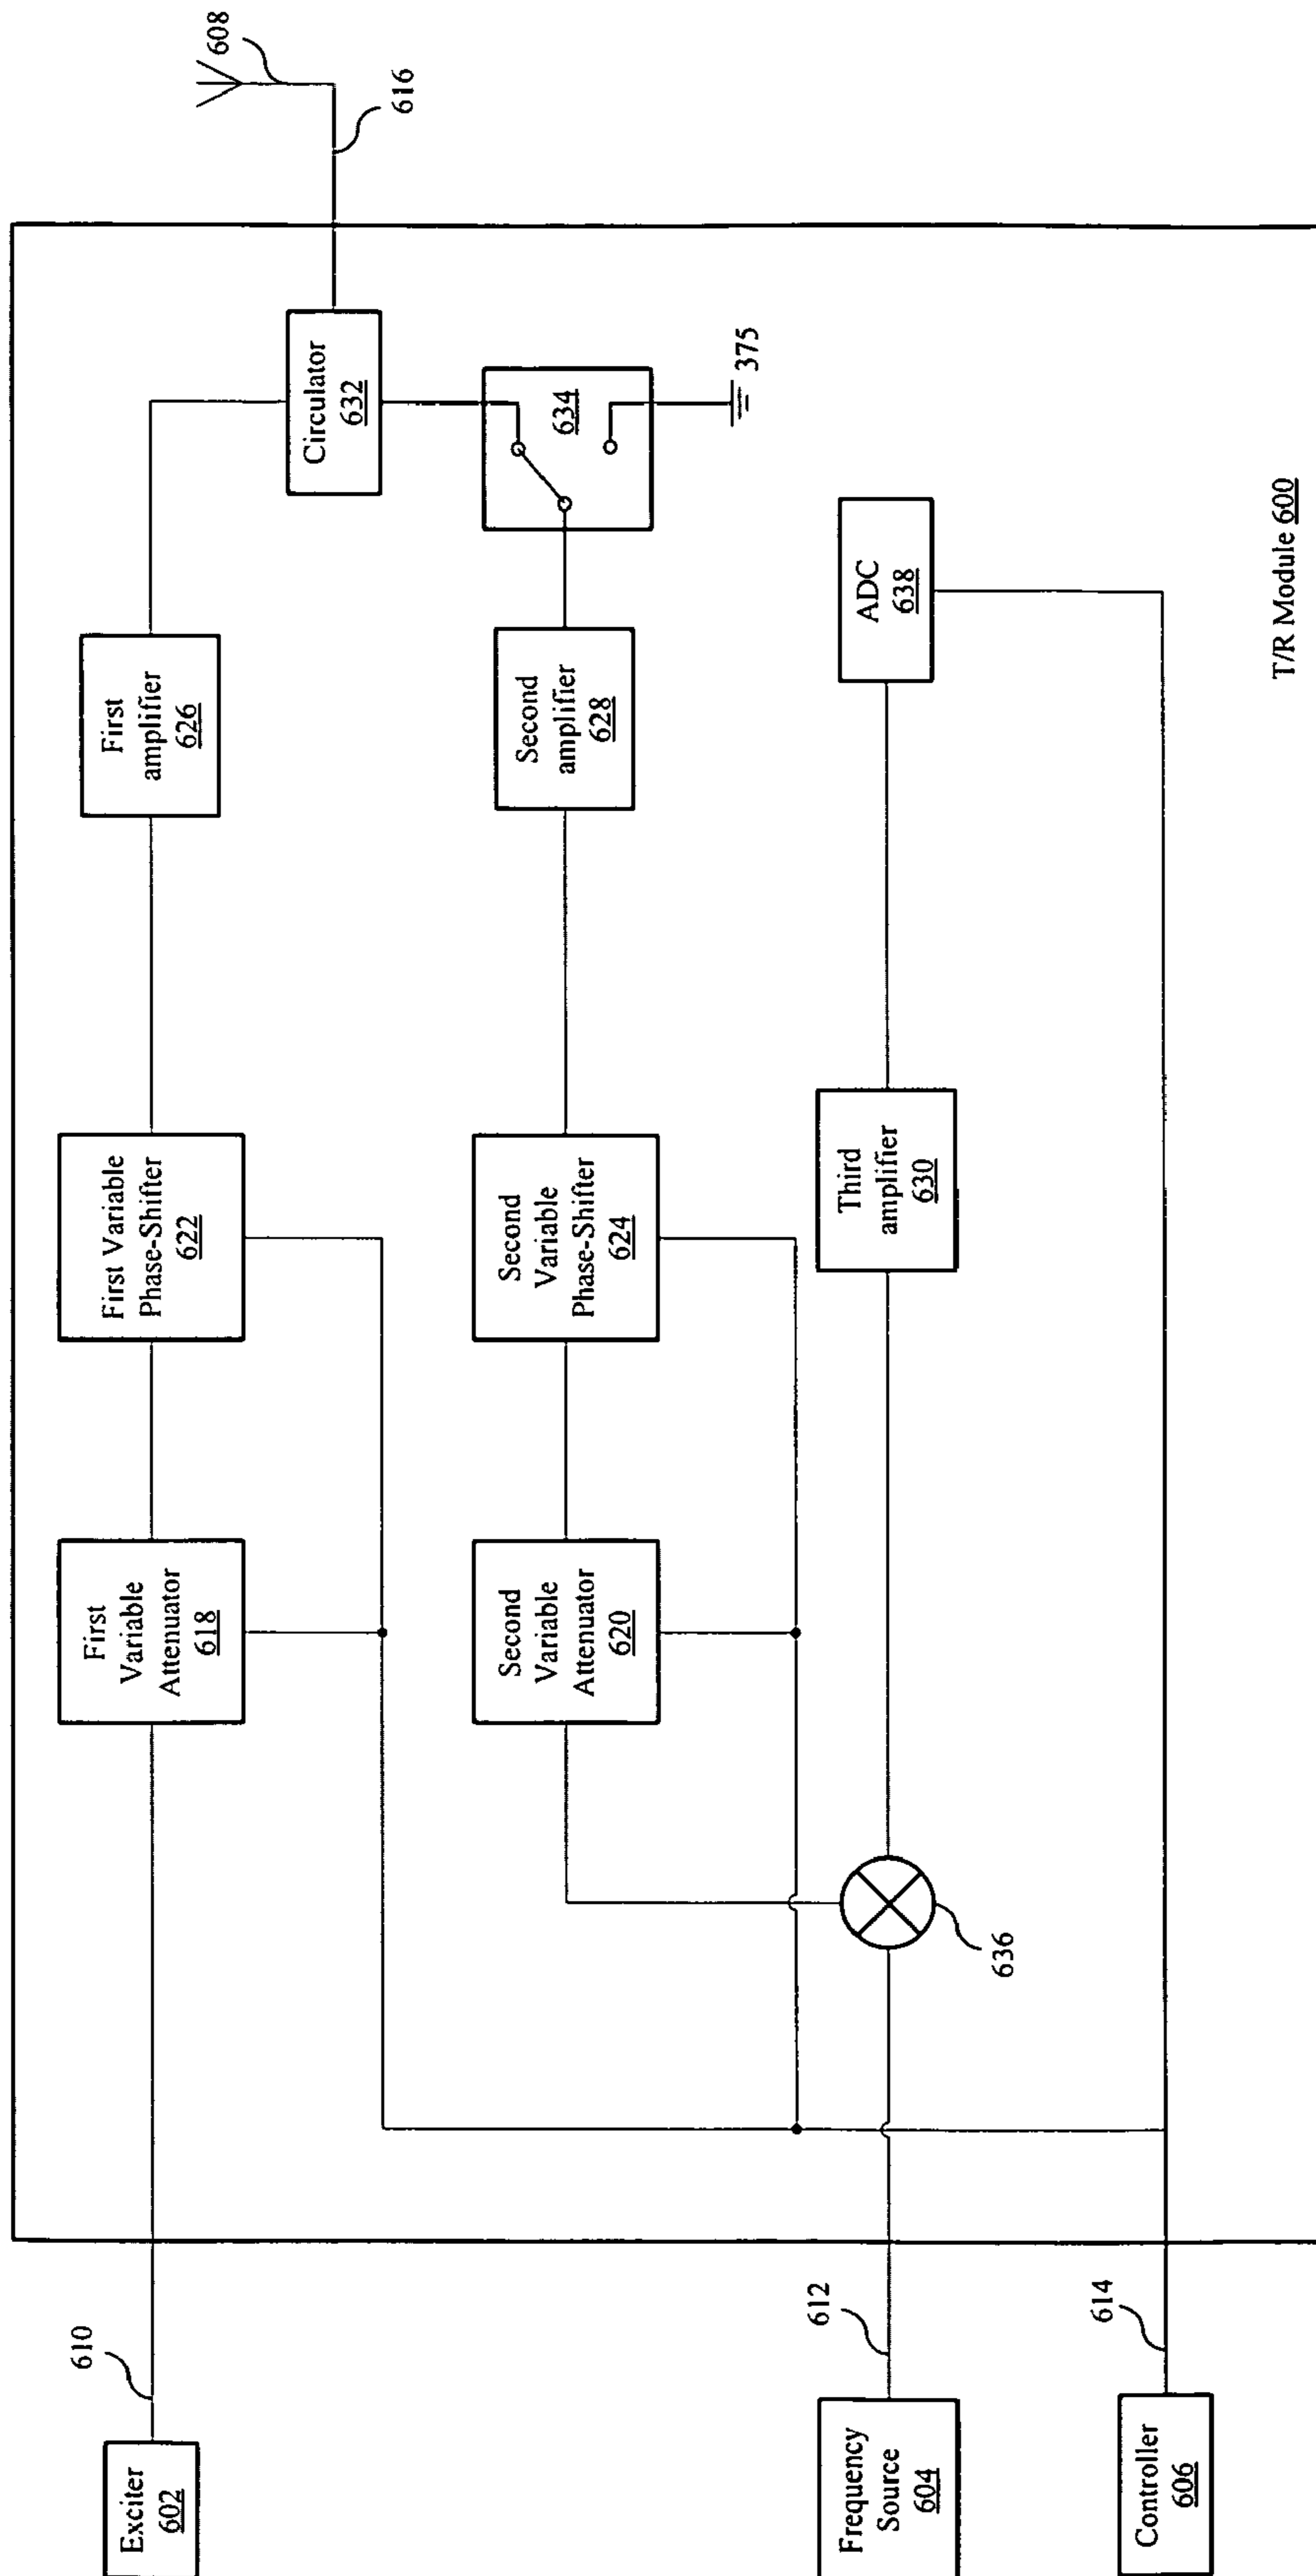 Exciter
602
610
First
Variable
Attenuator
618
First Variable
Phase-Shifter
622
First
amplifier
626
Circulator
632
608
616
Second
Variable
Attenuator
620
Second
Variable
Phase-Shifter
624
Second
amplifier
628
634
375
Frequency
Source
604
612
636
Third
amplifier
630
ADC
638
Controller
606
614
T/R Module 600